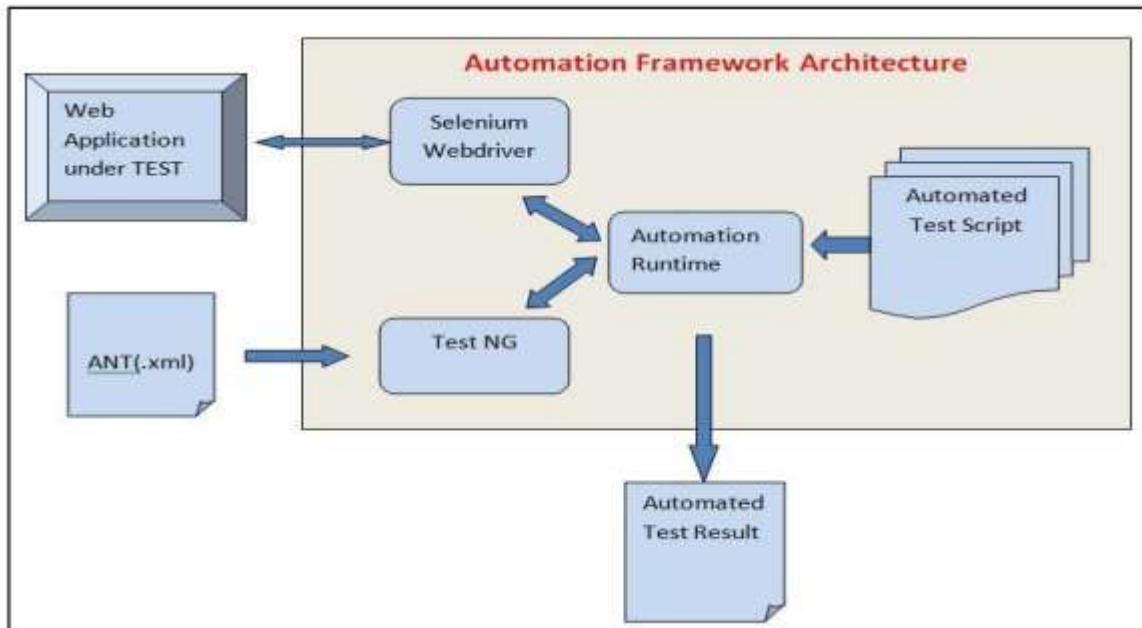 Automation Framework Architecture
Web
Application
under TEST
Selenium
Webdriver
Automated
Test Script
Automation
Runtime
Test NG
ANT(.xml)
Automated
Test Result